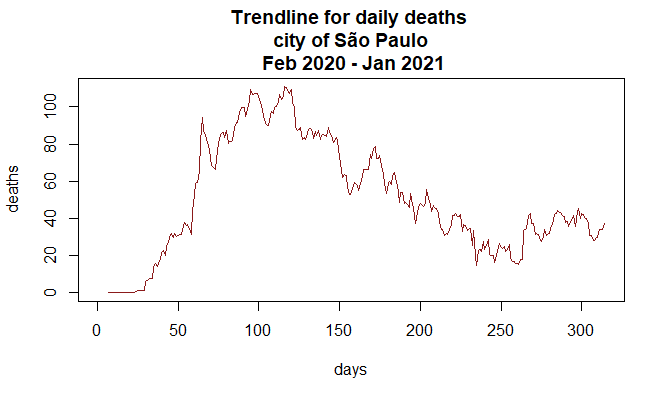 Trendline for daily deaths
city of São Paulo
Feb 2020 - Jan 2021
deaths
100
80
60
40
20
0
0 50 100 150 200 250 300
days